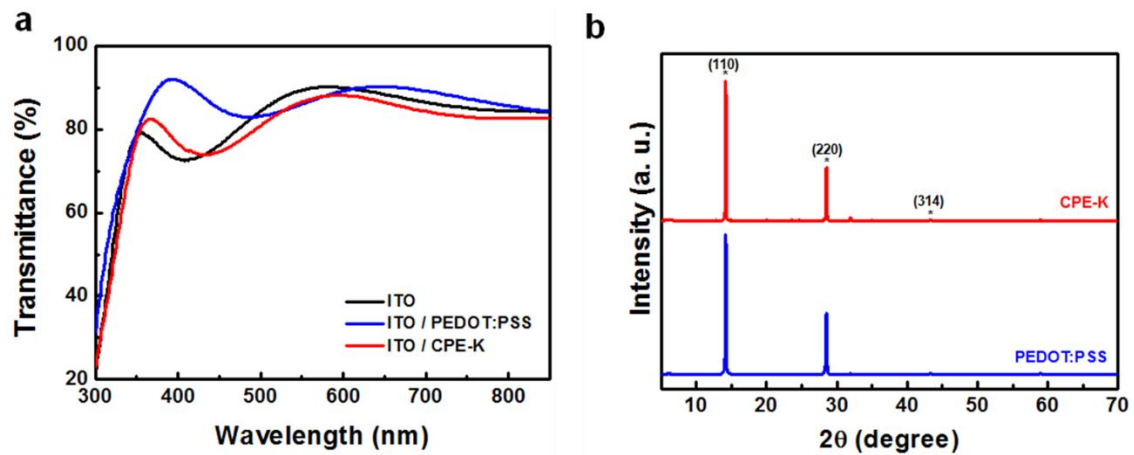 a
100
80
60
40
20
Transmittance (%)
300 400 500 600 700 800
Wavelength (nm)
ITO
ITO / PEDOT:PSS
ITO / CPE-K
b
(110)
*
(220)
*
(314)
*
CPE-K
PEDOT:PSS
Intensity (a. u.)
10 20 30 40 50 60 70
2θ (degree)